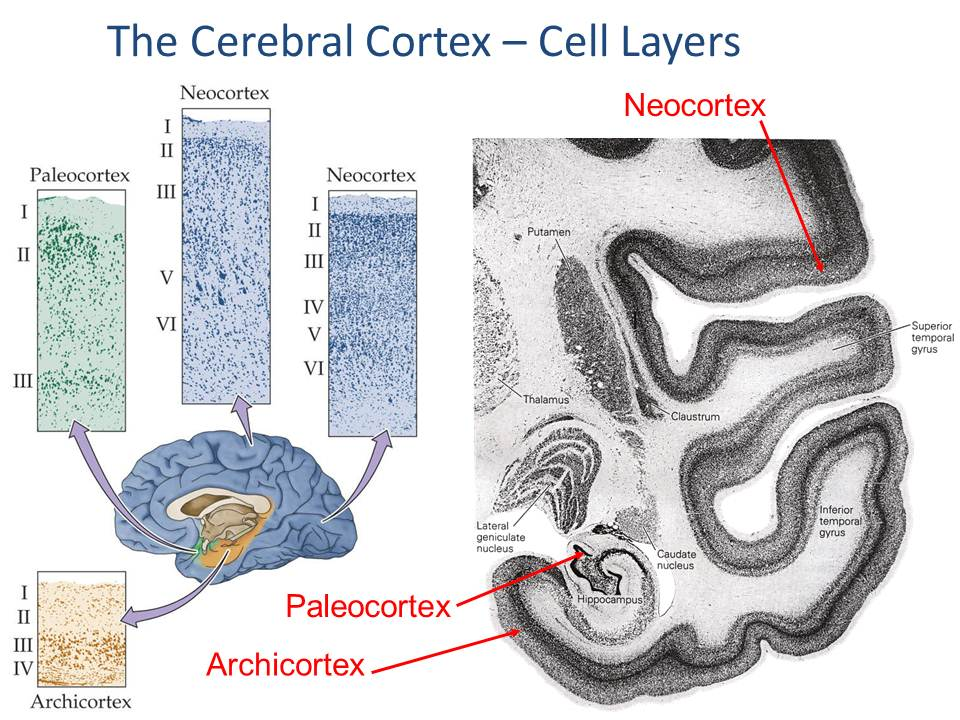 The Cerebral Cortex – Cell Layers
Neocortex
I
II
III
V
VI
Paleocortex
I
II
III
Neocortex
I
II
III
IV
V
VI
I
II
III
IV
Archicortex
Neocortex
Putamen
Superior
temporal
gyrus
Thalamus
Claustrum
Inferior
temporal
gyrus
Lateral
geniculate
nucleus
Caudate
nucleus
Hippocampus
Paleocortex
Archicortex